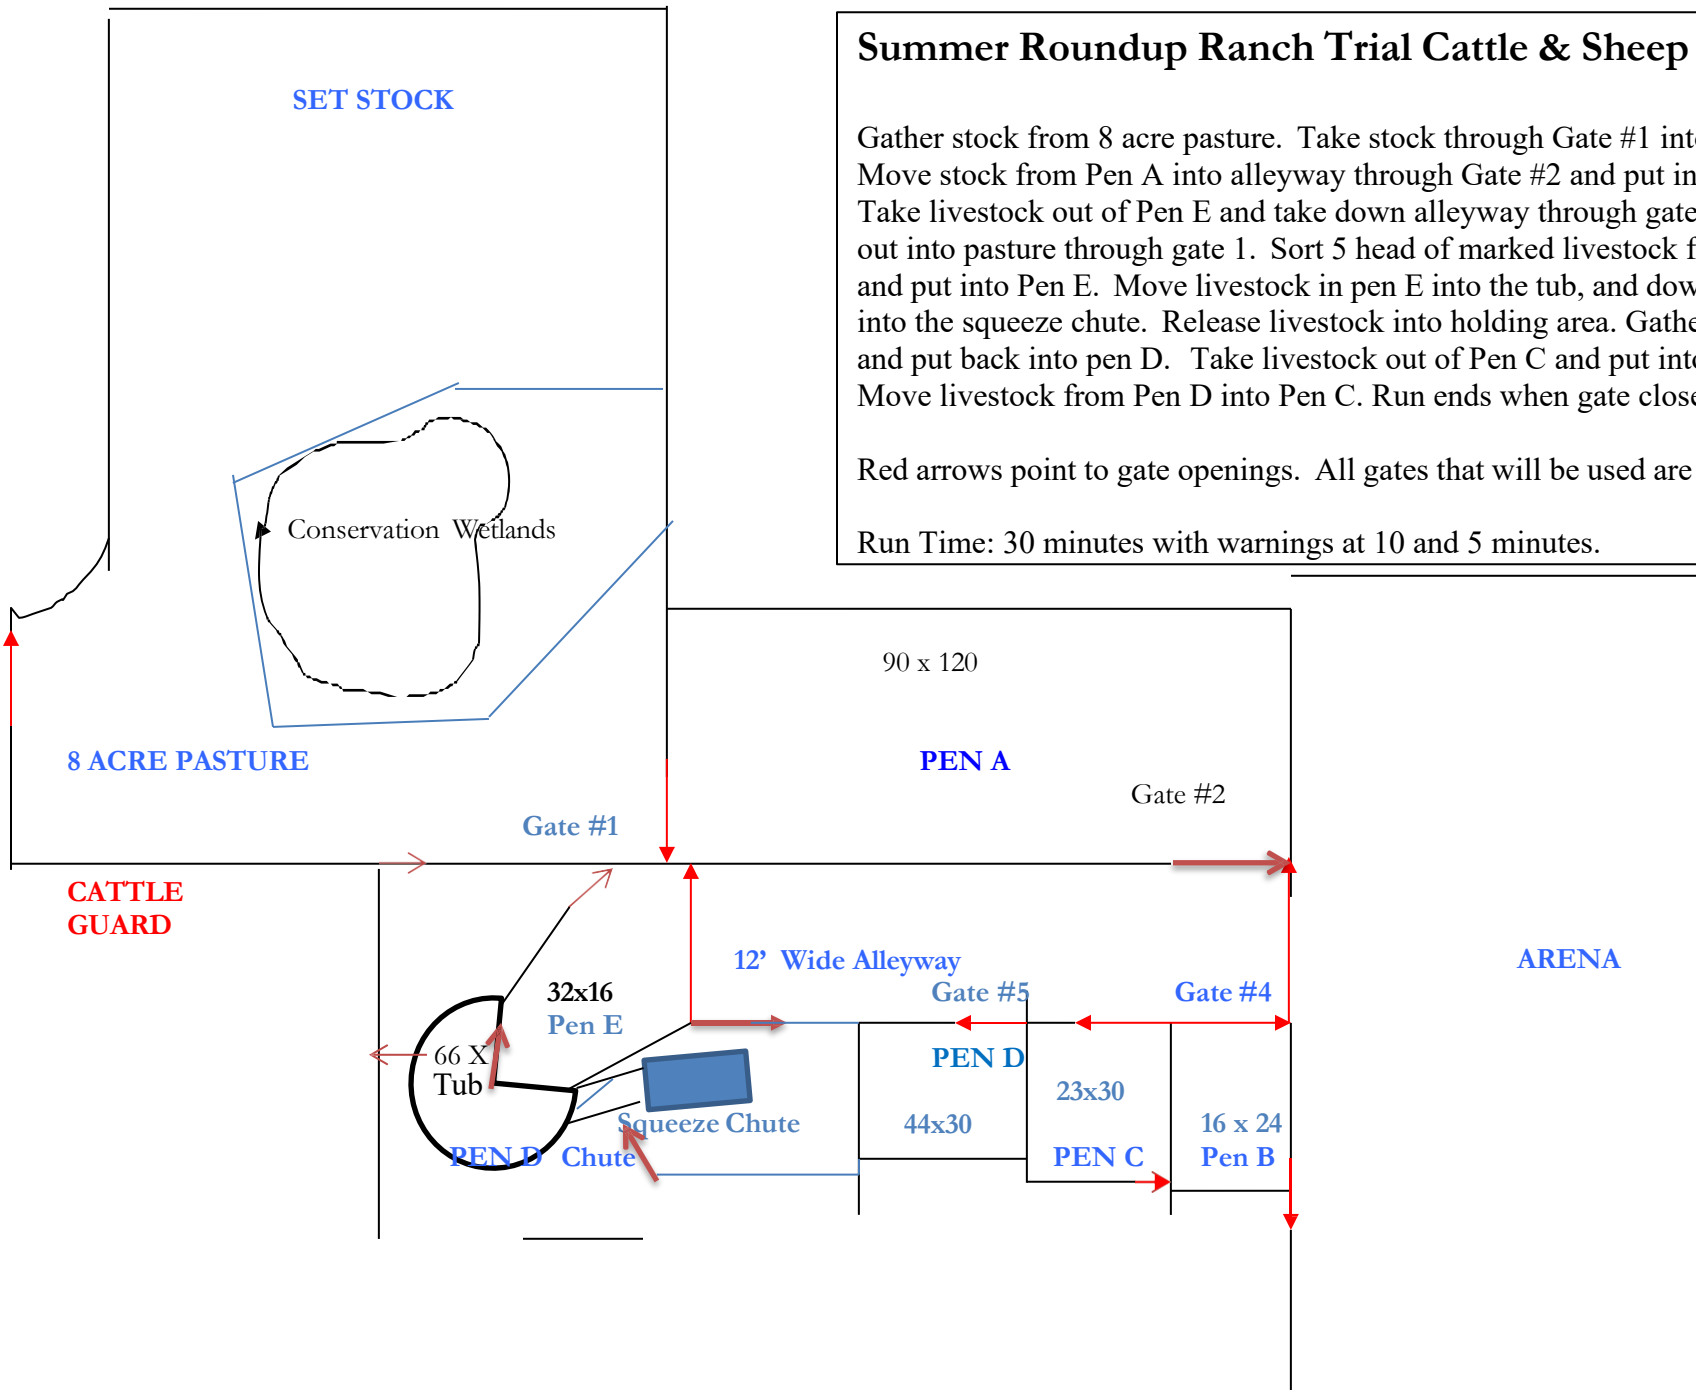 Summer Roundup Ranch Trial Cattle & Sheep
Gather stock from 8 acre pasture. Take stock through Gate #1 into
Move stock from Pen A into alleyway through Gate #2 and put in
Take livestock out of Pen E and take down alleyway through gate
out into pasture through gate 1. Sort 5 head of marked livestock f
and put into Pen E. Move livestock in pen E into the tub, and dow
into the squeeze chute. Release livestock into holding area. Gathe
and put back into pen D. Take livestock out of Pen C and put into
Move livestock from Pen D into Pen C. Run ends when gate close
Red arrows point to gate openings. All gates that will be used are
Run Time: 30 minutes with warnings at 10 and 5 minutes.
SET STOCK
Conservation Wetlands
90 x 120
8 ACRE PASTURE
PEN A
Gate #2
Gate #1
CATTLE
GUARD
12’ Wide Alleyway
ARENA
32x16
Pen E
Gate #5
Gate #4
66 X
Tub
PEN D
23x30
Squeeze Chute
44x30
16 x 24
PEN D Chute
PEN C
Pen B